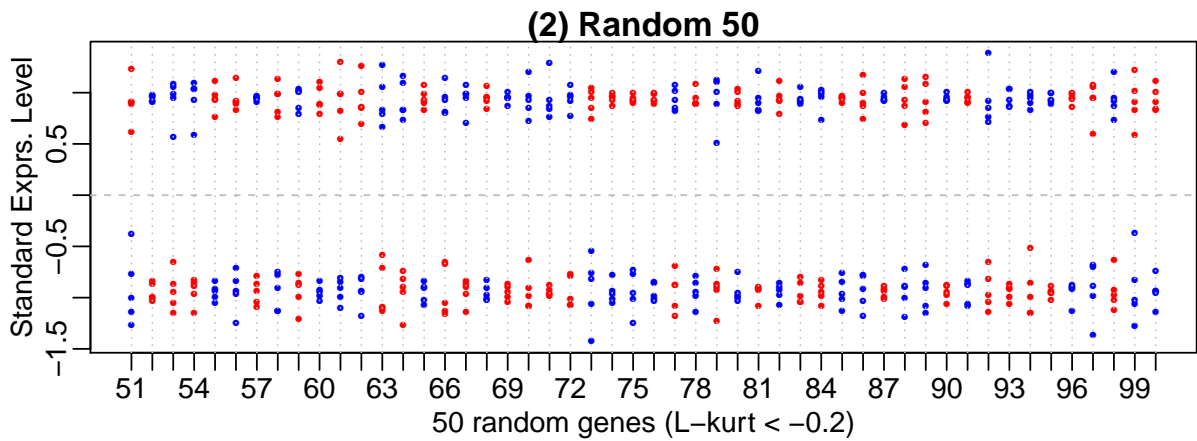 (2) Random 50
Standard Exprs. Level
0.5
−0.5
−1.5
51 54 57 60 63 66 69 72 75 78 81 84 87 90 93 96 99
50 random genes (L−kurt < −0.2)